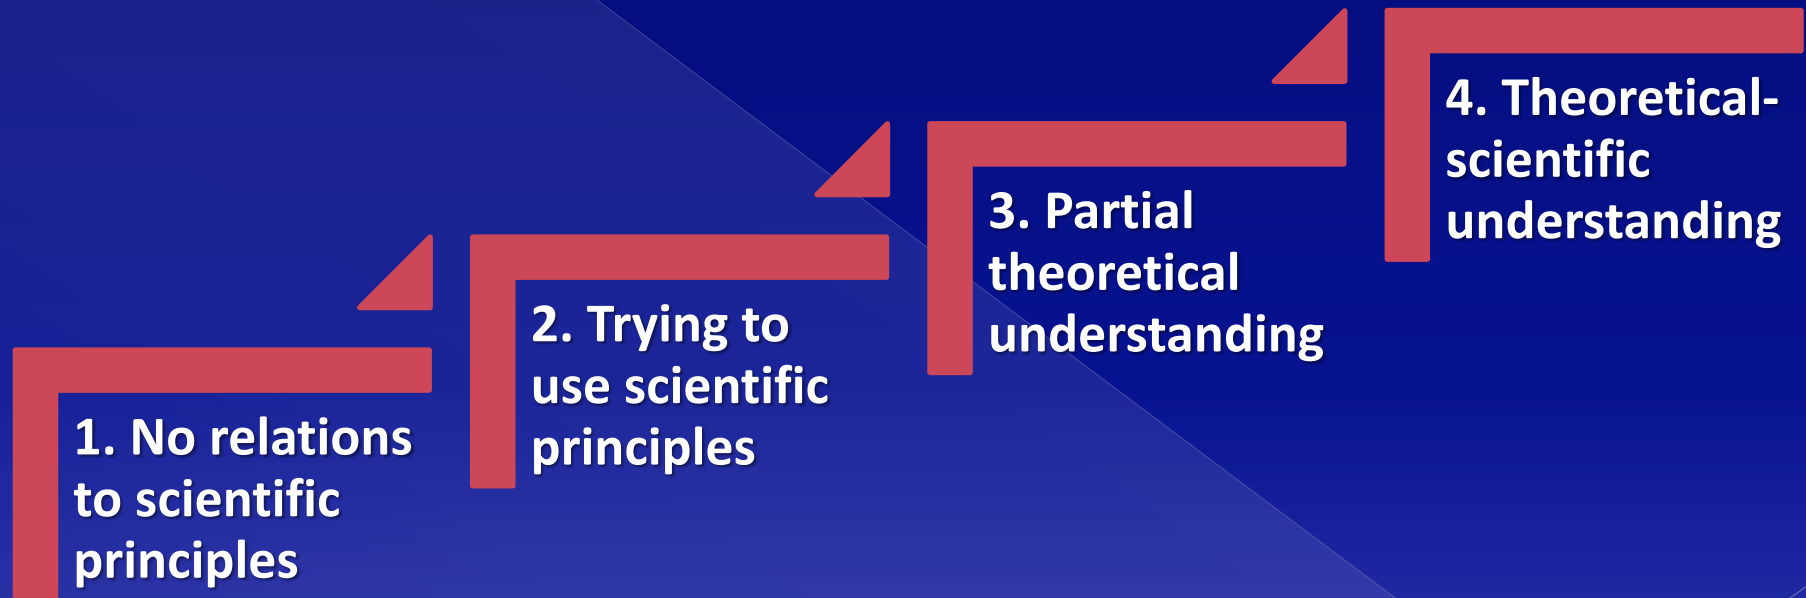 1. No relations
to scientific
principles
2. Trying to
use scientific
principles
3. Partial
theoretical
understanding
4. Theoretical-
scientific
understanding